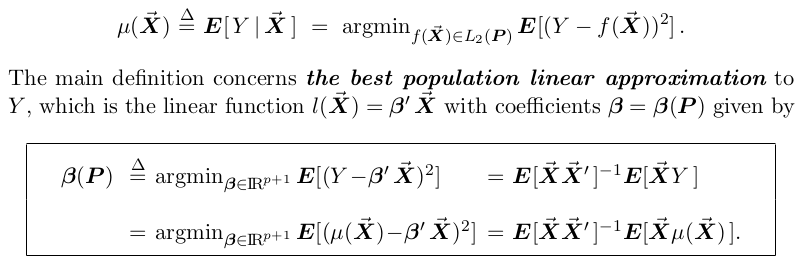 μ(X⃗) ≜ E[Y | X⃗] = argmin_{f(X⃗)∈L₂(P)} E[(Y − f(X⃗))²].
The main definition concerns the best population linear approximation to
Y, which is the linear function l(X⃗) = β′X⃗ with coefficients β = β(P) given by
β(P) ≜ argmin_{β∈ℝ^{p+1}} E[(Y − β′X⃗)²] = E[X⃗X⃗′]⁻¹E[X⃗Y]
= argmin_{β∈ℝ^{p+1}} E[(μ(X⃗) − β′X⃗)²] = E[X⃗X⃗′]⁻¹E[X⃗μ(X⃗)].